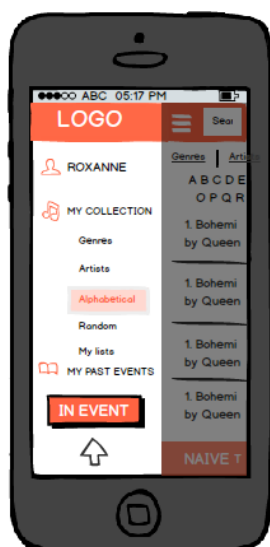 ABC 05:17 PM
LOGO
Sear
ROXANNE
MY COLLECTION
Genres
Artists
Alphabetical
Random
My lists
MY PAST EVENTS
IN EVENT
Genres Artis
A B C D E
O P Q R
1. Bohemi
by Queen
1. Bohemi
by Queen
1. Bohemi
by Queen
1. Bohemi
by Queen
NAIVE T